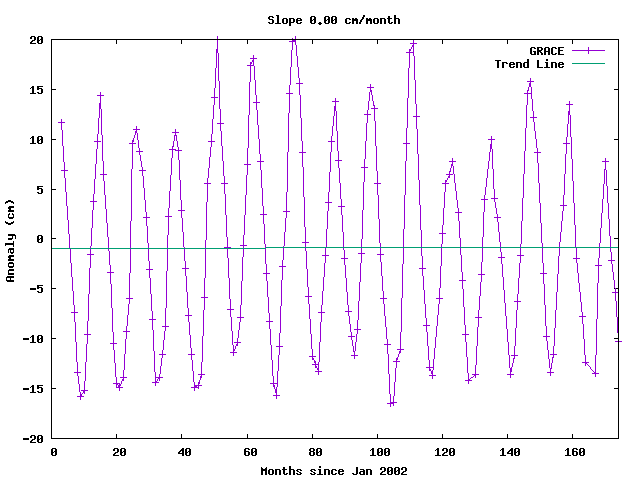 Slope 0.00 cm/month
GRACE
Trend Line
20
15
10
5
0
-5
-10
-15
-20
Anomaly (cm)
0 20 40 60 80 100 120 140 160
Months since Jan 2002